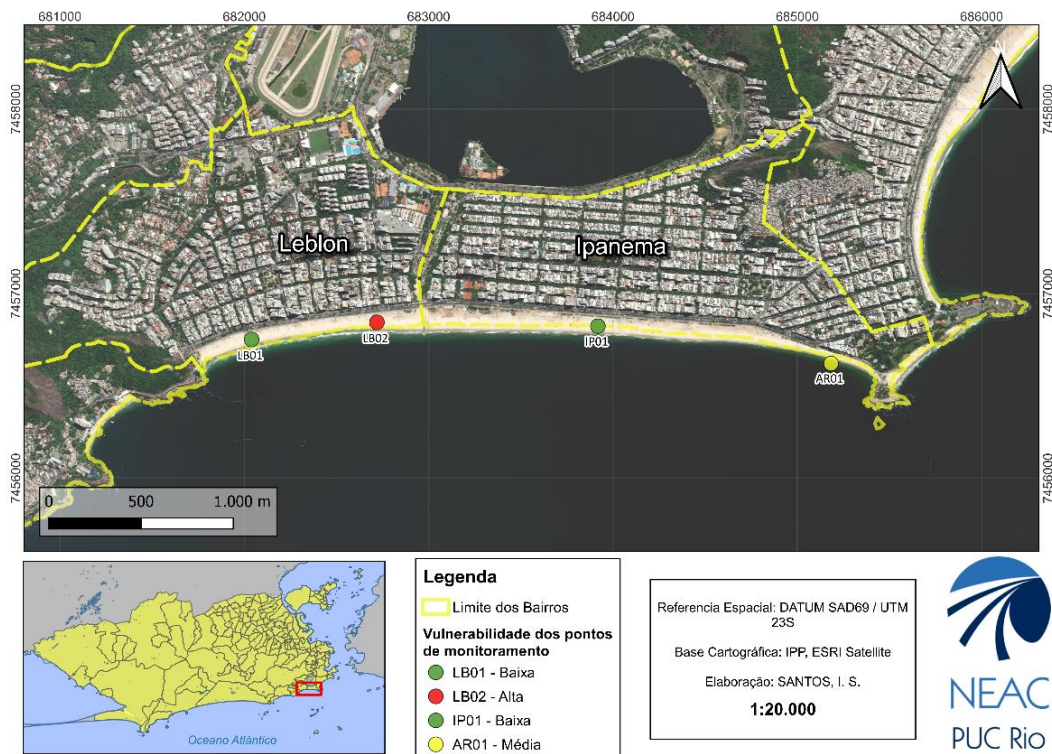 681000 682000 683000 684000 685000 686000
7458000 7458000
N
Leblon Ipanema
7457000 7457000
LB01 LB02 IP01
AR01
7456000 7456000
0 500 1.000 m
Oceano Atlântico
Legenda
Limite dos Bairros
Vulnerabilidade dos pontos
de monitoramento
LB01 - Baixa
LB02 - Alta
IP01 - Baixa
AR01 - Média
Referencia Espacial: DATUM SAD69 / UTM
23S
Base Cartográfica: IPP, ESRI Satellite
Elaboração: SANTOS, I. S.
1:20.000
NEAC
PUC Rio